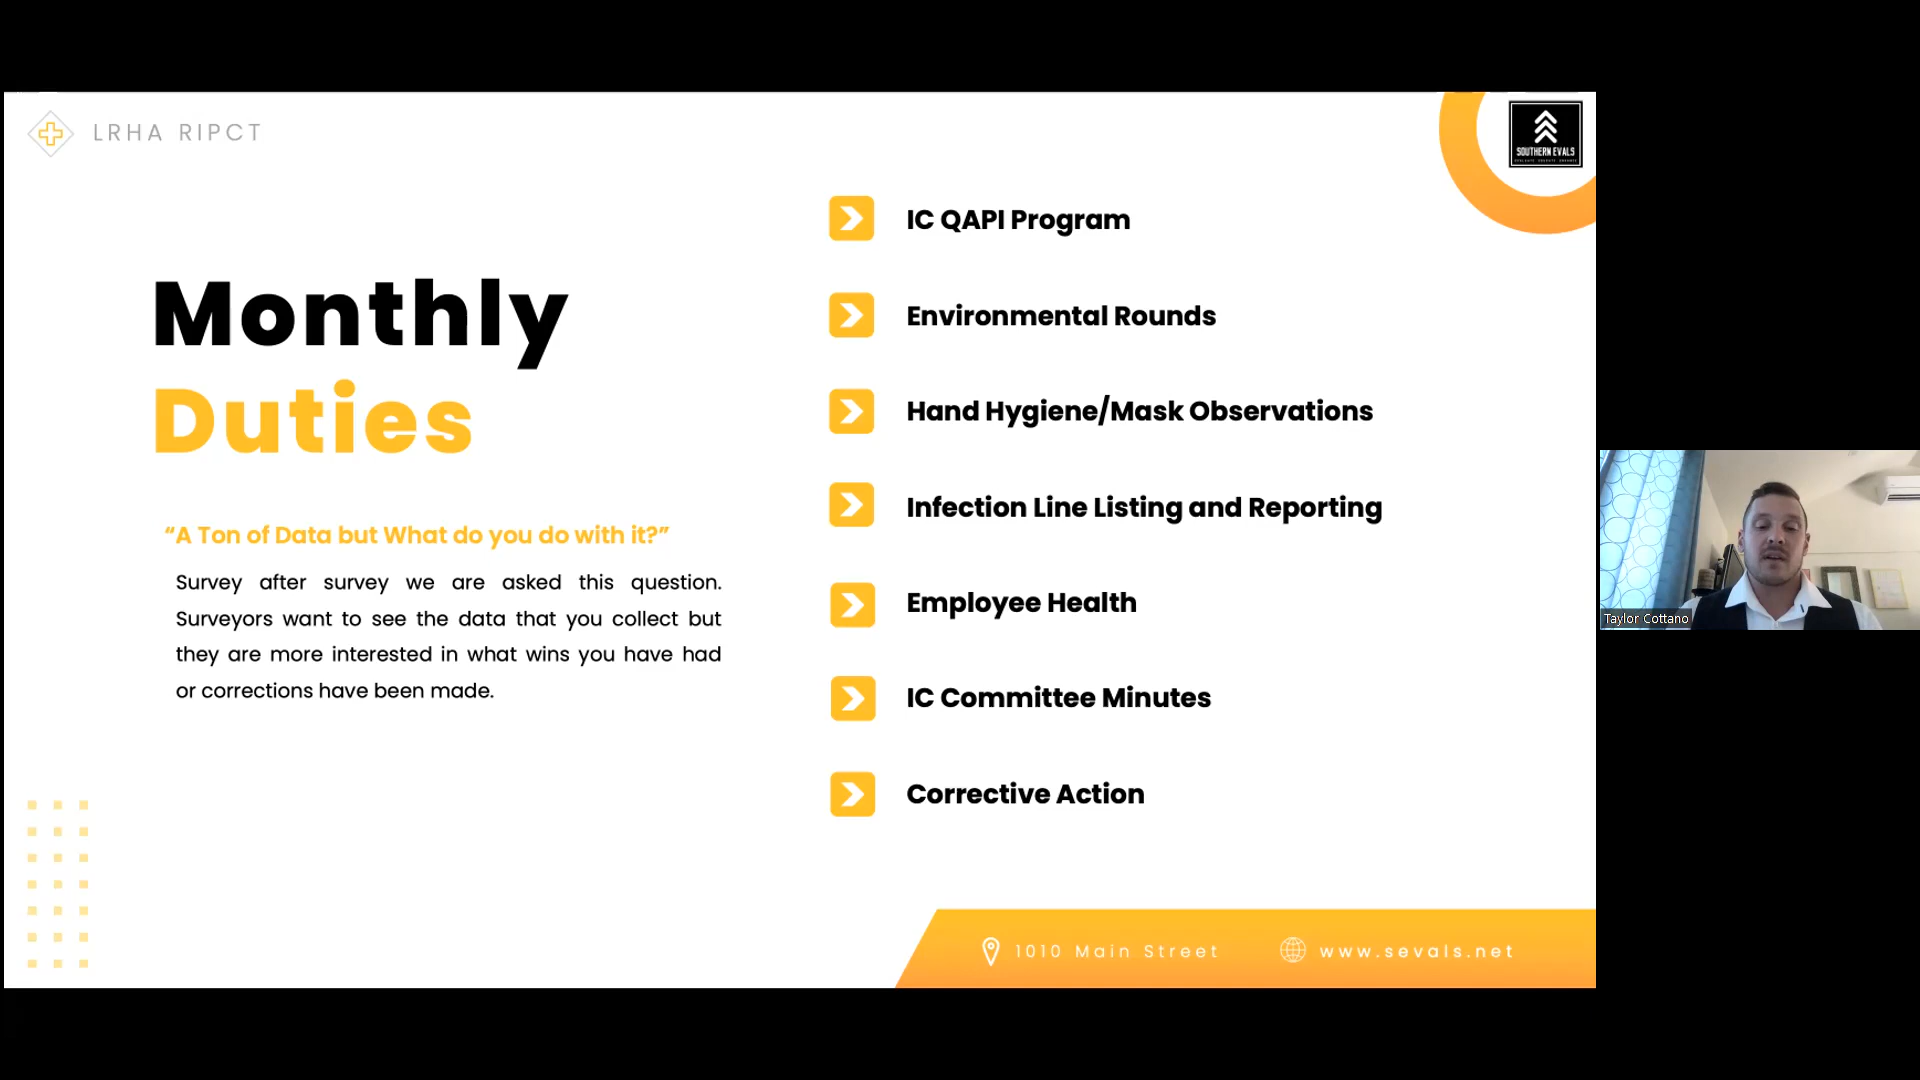 LRHA RIPCT
SOUTHERN EVALS
Monthly
Duties
“A Ton of Data but What do you do with it?”
Survey after survey we are asked this question.
Surveyors want to see the data that you collect but
they are more interested in what wins you have had
or corrections have been made.
IC QAPI Program
Environmental Rounds
Hand Hygiene/Mask Observations
Infection Line Listing and Reporting
Employee Health
IC Committee Minutes
Corrective Action
1010 Main Street
www.sevals.net
Taylor Cottano